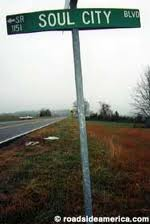 ← SR 1151 SOUL CITY BLVD
© roadsideamerica.com